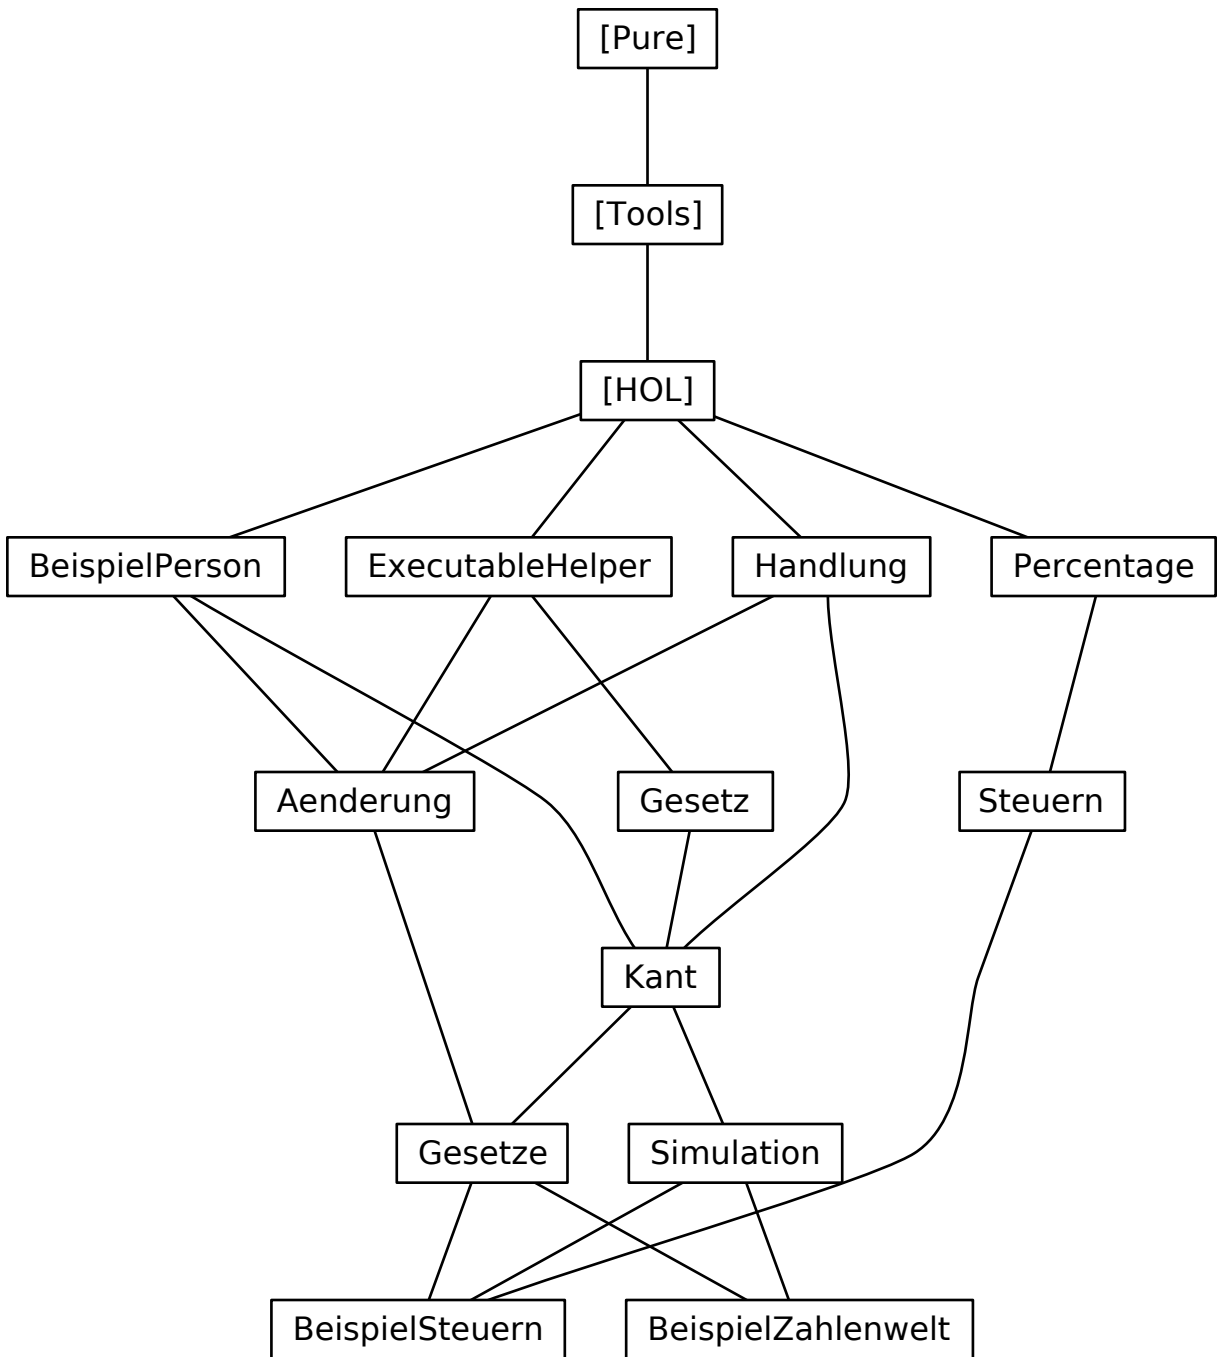 [Pure]
[Tools]
[HOL]
BeispielPerson
ExecutableHelper
Handlung
Percentage
Aenderung
Gesetz
Steuern
Kant
Gesetze
Simulation
BeispielSteuern
BeispielZahlenwelt